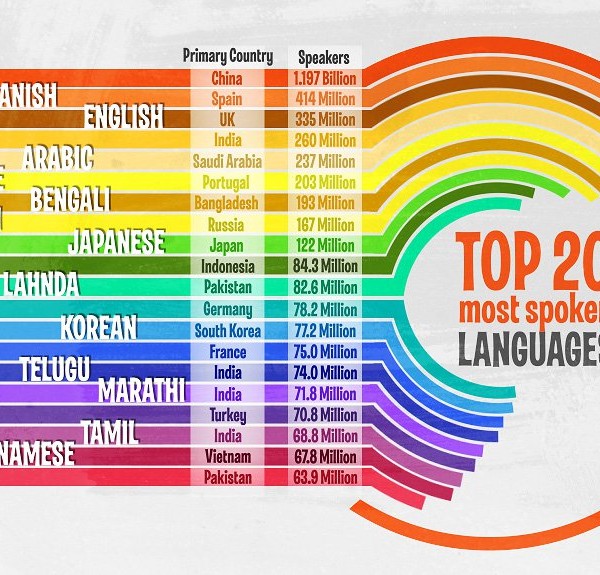 Primary Country Speakers
China 1.197 Billion
ANISH Spain 414 Million
ENGLISH UK 335 Million
India 260 Million
ARABIC Saudi Arabia 237 Million
Portugal 203 Million
BENGALI Bangladesh 193 Million
Russia 167 Million
JAPANESE Japan 122 Million
Indonesia 84.3 Million
LAHNDA Pakistan 82.6 Million
Germany 78.2 Million
KOREAN South Korea 77.2 Million
France 75.0 Million
TELUGU India 74.0 Million
MARATHI India 71.8 Million
Turkey 70.8 Million
TAMIL India 68.8 Million
NAMESE Vietnam 67.8 Million
Pakistan 63.9 Million
TOP 20
most spoken
LANGUAGES